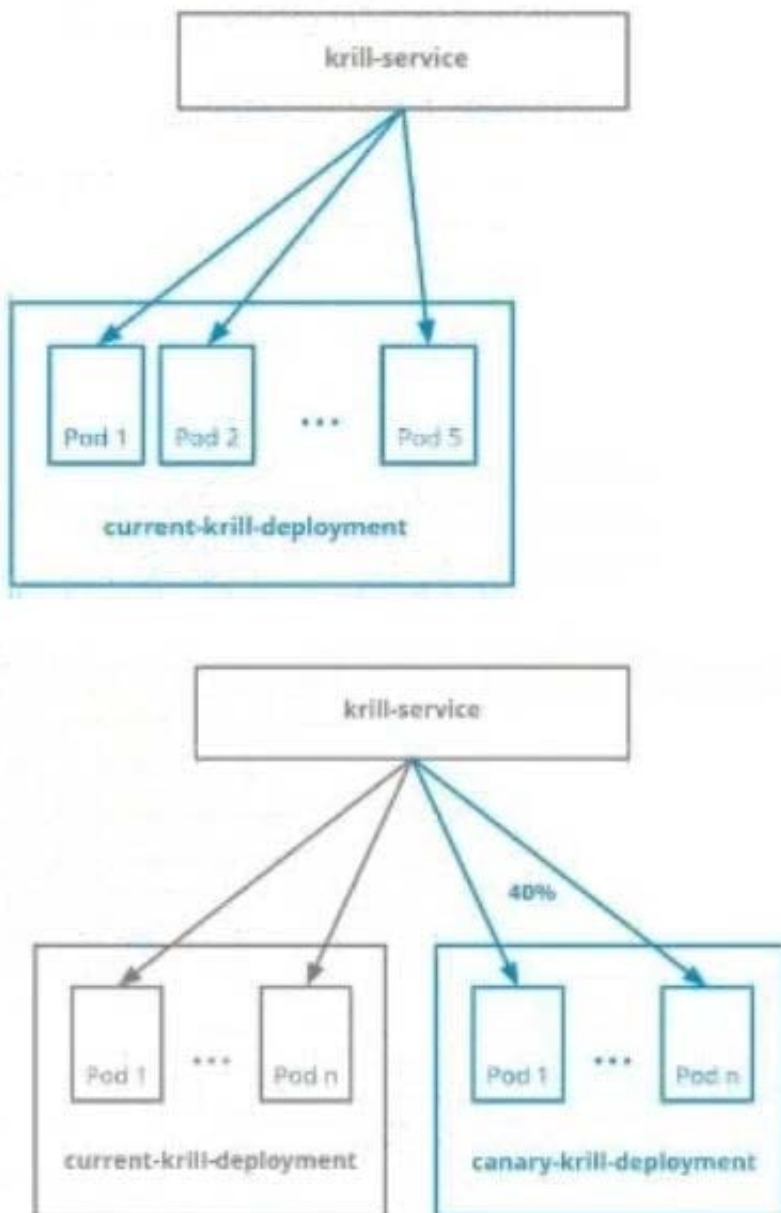 krill-service
Pod 1 Pod 2 ... Pod 5
current-krill-deployment
krill-service
40%
Pod 1 ... Pod n Pod 1 ... Pod n
current-krill-deployment canary-krill-deployment